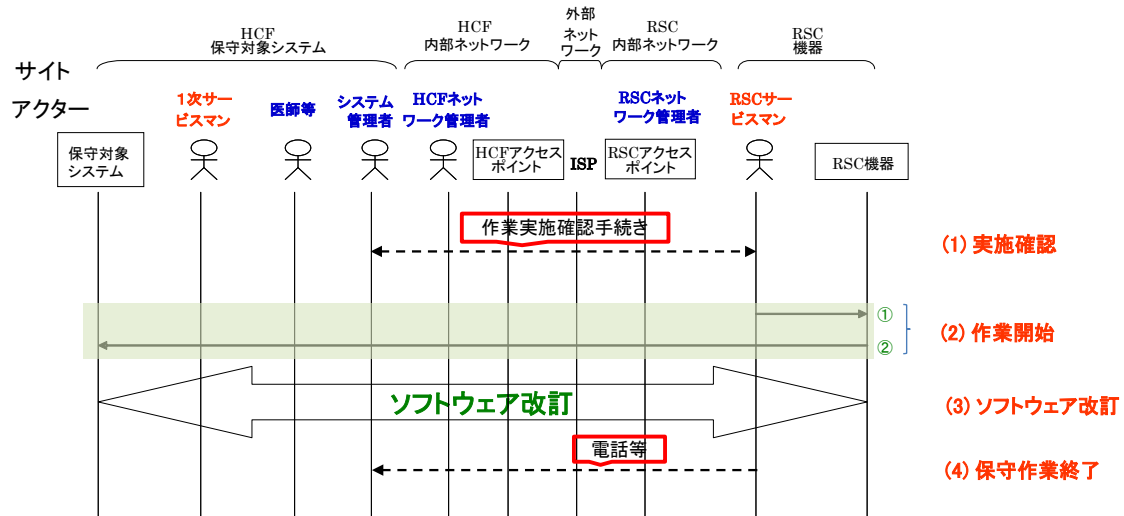 HCF
保守対象システム
HCF
内部ネットワーク
外部
ネット
ワーク
RSC
内部ネットワーク
RSC
機器
サイト
アクター
1次サー
ビスマン
医師等
システム
管理者
HCFネット
ワーク管理者
RSCネット
ワーク管理者
RSCサー
ビスマン
保守対象
システム
HCFアクセス
ポイント
ISP
RSCアクセス
ポイント
RSC機器
作業実施確認手続き
(1) 実施確認
①
②
(2) 作業開始
ソフトウェア改訂
(3) ソフトウェア改訂
電話等
(4) 保守作業終了